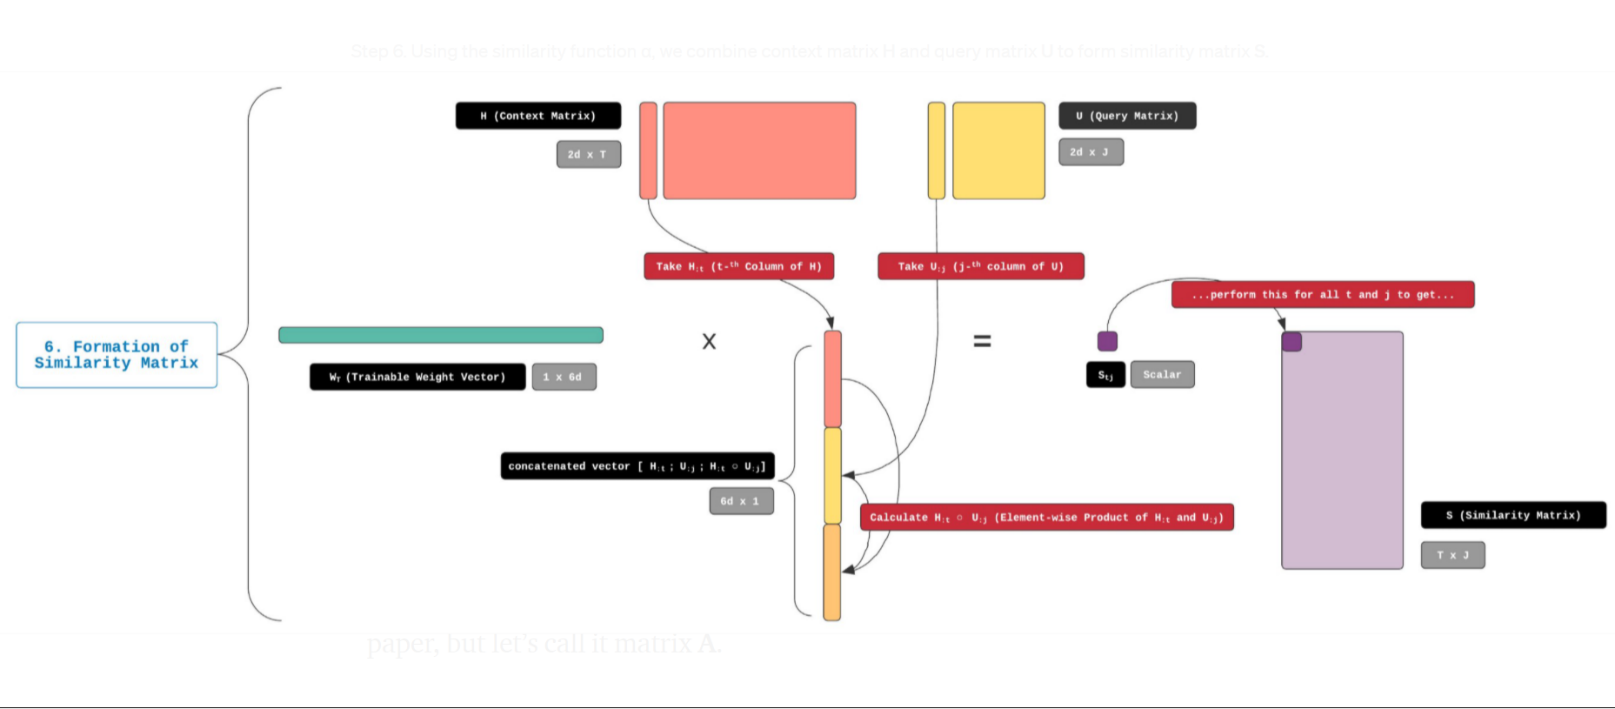 Step 6. Using the similarity function α, we combine context matrix H and query matrix U to form similarity matrix S.
H (Context Matrix)
2d x T
U (Query Matrix)
2d x J
Take H:t (t-th Column of H)
Take U:j (j-th column of U)
...perform this for all t and j to get...
6. Formation of
Similarity Matrix
X
=
WT (Trainable Weight Vector)
1 x 6d
Stj
Scalar
concatenated vector [ H:t ; U:j ; H:t ○ U:j]
6d x 1
Calculate H:t ○ U:j (Element-wise Product of H:t and U:j)
S (Similarity Matrix)
T x J
paper, but let's call it matrix A.